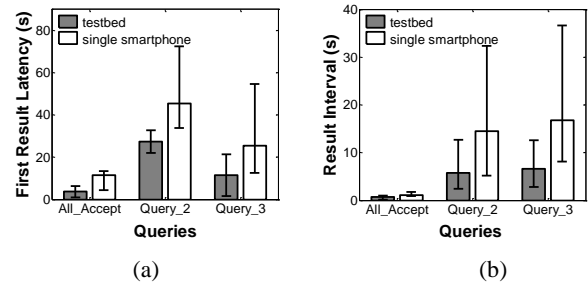 First Result Latency (s)
80
60
40
20
0
testbed
single smartphone
All_Accept Query_2 Query_3
Queries
(a)
Result Interval (s)
40
30
20
10
0
testbed
single smartphone
All_Accept Query_2 Query_3
Queries
(b)